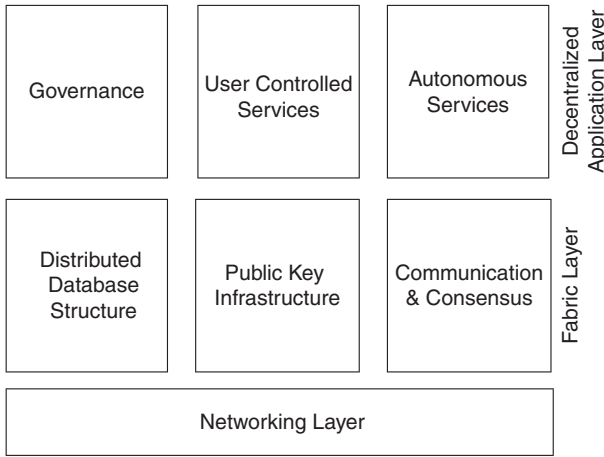 Governance
User Controlled
Services
Autonomous
Services
Decentralized
Application Layer
Distributed
Database
Structure
Public Key
Infrastructure
Communication
& Consensus
Fabric Layer
Networking Layer